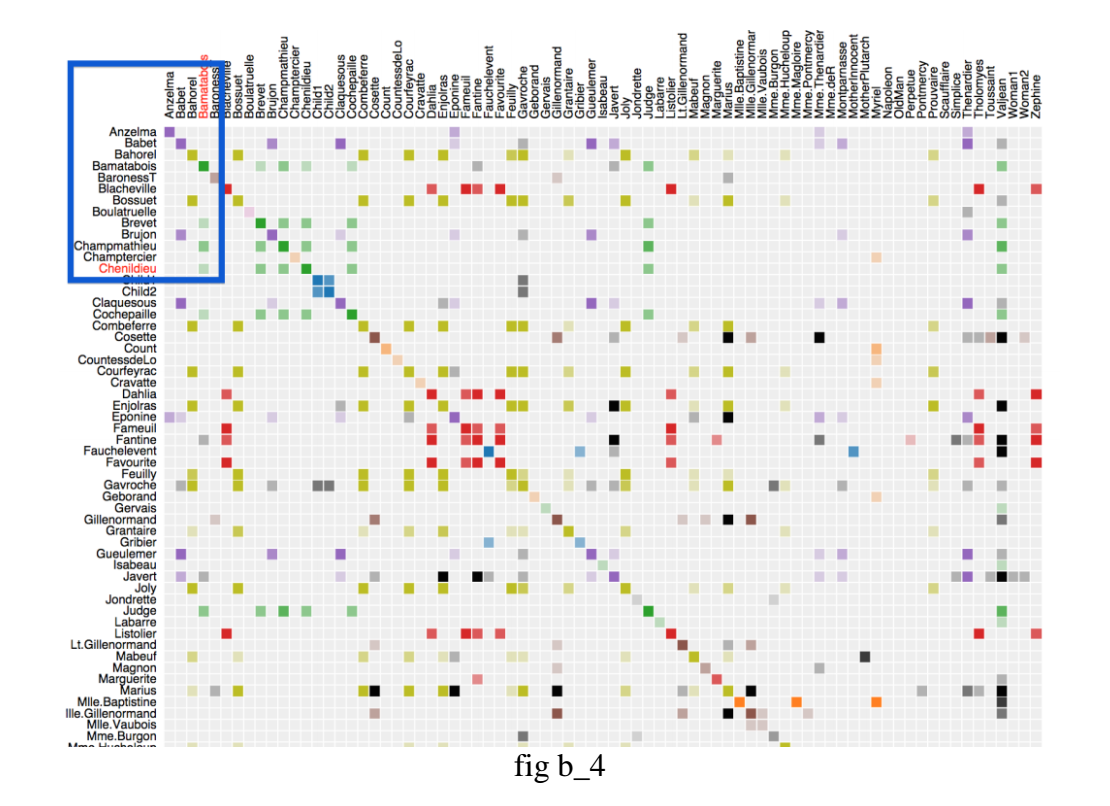 Anzelma
Babet
Bahorel
Bamatabois
BaronessT
Blacheville
Bossuet
Boulatruelle
Brevet
Brujon
Champmathieu
Champtercier
Chenildieu
Child1
Child2
Claquesous
Cochepaille
Combeferre
Cosette
Count
CountessdeLo
Courfeyrac
Cravatte
Dahlia
Enjolras
Eponine
Fameuil
Fantine
Fauchelevent
Favourite
Feuilly
Gavroche
Geborand
Gervais
Gillenormand
Grantaire
Gribier
Gueulemer
Isabeau
Javert
Joly
Jondrette
Judge
Labarre
Listolier
Lt.Gillenormand
Mabeuf
Magnon
Marguerite
Marius
Mlle.Baptistine
Mlle.Gillenormar
Mlle.Vaubois
Mme.Burgon
Mme.Hucheloup
Mme.Magloire
Mme.Pontmercy
Mme.Thenardier
Mme.deR
Montparnasse
MotherInnocent
MotherPlutarch
Myriel
Napoleon
OldMan
Perpetue
Pontmercy
Prouvaire
Scaufflaire
Simplice
Thenardier
Tholomyes
Toussaint
Valjean
Woman1
Woman2
Zephine
Anzelma
Babet
Bahorel
Bamatabois
BaronessT
Blacheville
Bossuet
Boulatruelle
Brevet
Brujon
Champmathieu
Champtercier
Chenildieu
Child1
Child2
Claquesous
Cochepaille
Combeferre
Cosette
Count
CountessdeLo
Courfeyrac
Cravatte
Dahlia
Enjolras
Eponine
Fameuil
Fantine
Fauchelevent
Favourite
Feuilly
Gavroche
Geborand
Gervais
Gillenormand
Grantaire
Gribier
Gueulemer
Isabeau
Javert
Joly
Jondrette
Judge
Labarre
Listolier
Lt.Gillenormand
Mabeuf
Magnon
Marguerite
Marius
Mlle.Baptistine
lle.Gillenormand
Mlle.Vaubois
Mme.Burgon
Mme.Hucheloup
fig b_4